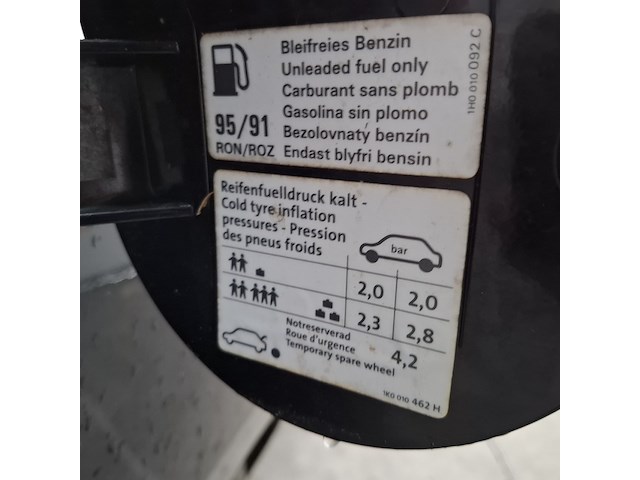 Bleifreies Benzin
Unleaded fuel only
Carburant sans plomb
Gasolina sin plomo
95/91 Bezolovnatý benzín
RON/ROZ Endast blyfri bensin
1H0 010 092 C
Reifenfuelldruck kalt -
Cold tyre inflation
pressures - Pression
des pneus froids
bar
2,0 2,0
2,3 2,8
Notreserverad
Roue d'urgence
Temporary spare wheel
4,2
1K0 010 462 H